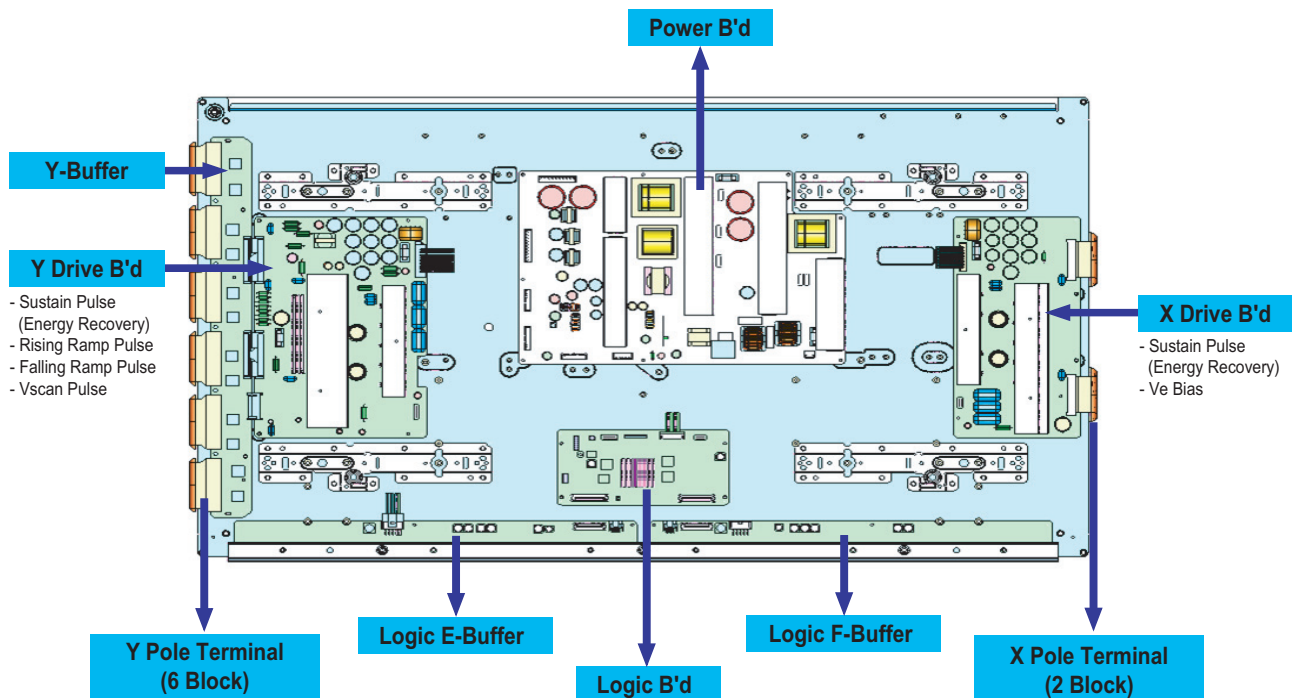 Power B'd
Y-Buffer
Y Drive B'd
- Sustain Pulse
(Energy Recovery)
- Rising Ramp Pulse
- Falling Ramp Pulse
- Vscan Pulse
X Drive B'd
- Sustain Pulse
(Energy Recovery)
- Ve Bias
Y Pole Terminal
(6 Block)
Logic E-Buffer
Logic B'd
Logic F-Buffer
X Pole Terminal
(2 Block)